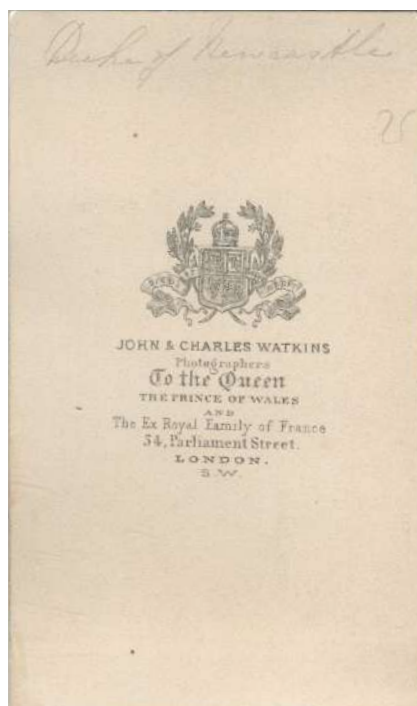 Duke of Newcastle
25
JOHN & CHARLES WATKINS
Photographers
To the Queen
THE PRINCE OF WALES
AND
The Ex Royal Family of France
54, Parliament Street.
LONDON.
S.W.